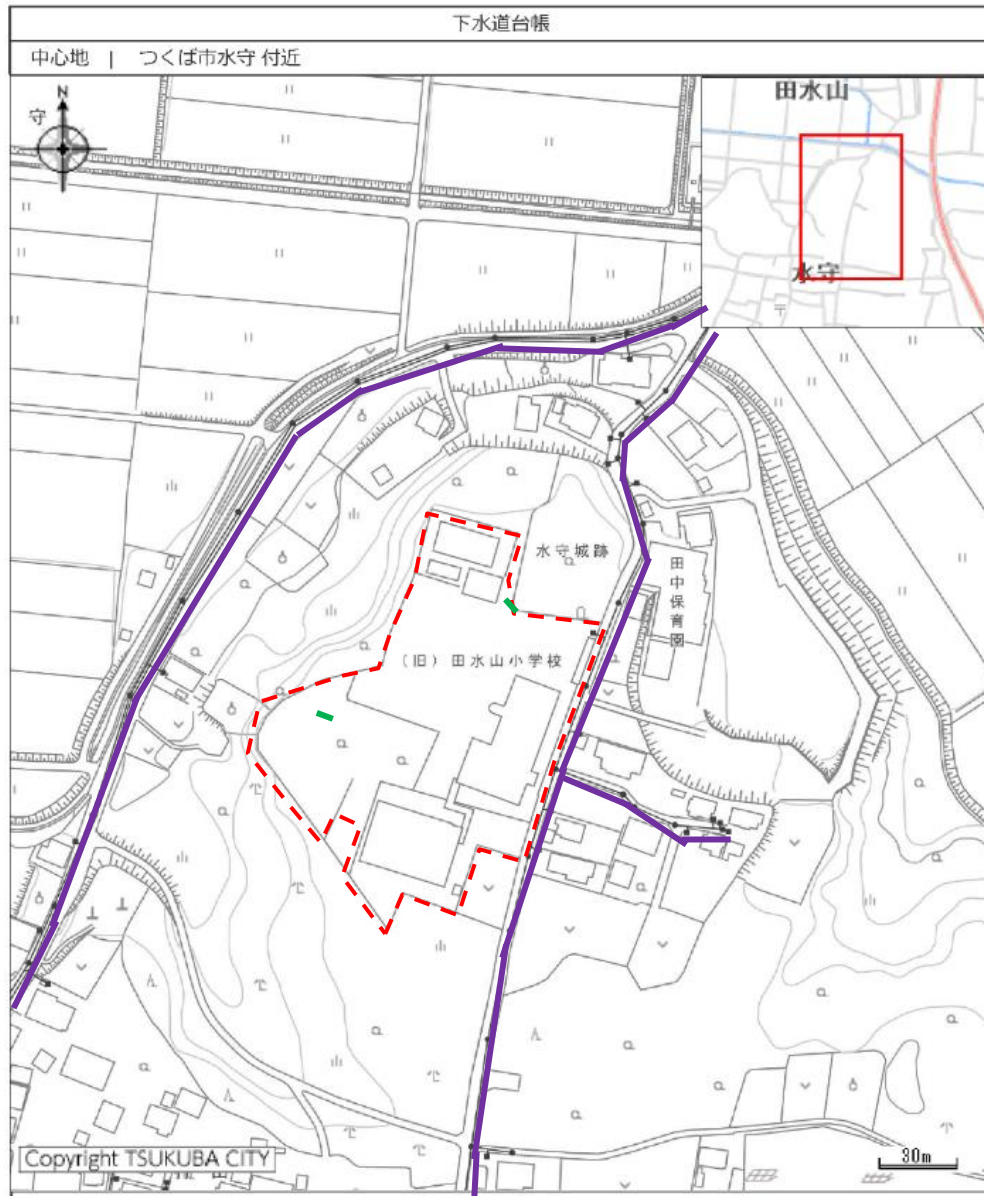 下水道台帳
中心地 | つくば市水守 付近
N
守
田水山
水守
水守城跡
田中保育園
(旧) 田水山小学校
30m
Copyright TSUKUBA CITY